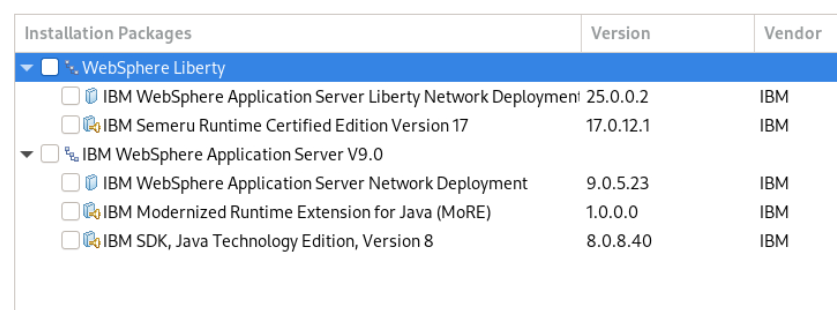 Installation Packages Version Vendor
WebSphere Liberty
IBM WebSphere Application Server Liberty Network Deployment 25.0.0.2 IBM
IBM Semeru Runtime Certified Edition Version 17 17.0.12.1 IBM
IBM WebSphere Application Server V9.0
IBM WebSphere Application Server Network Deployment 9.0.5.23 IBM
IBM Modernized Runtime Extension for Java (MoRE) 1.0.0.0 IBM
IBM SDK, Java Technology Edition, Version 8 8.0.8.40 IBM